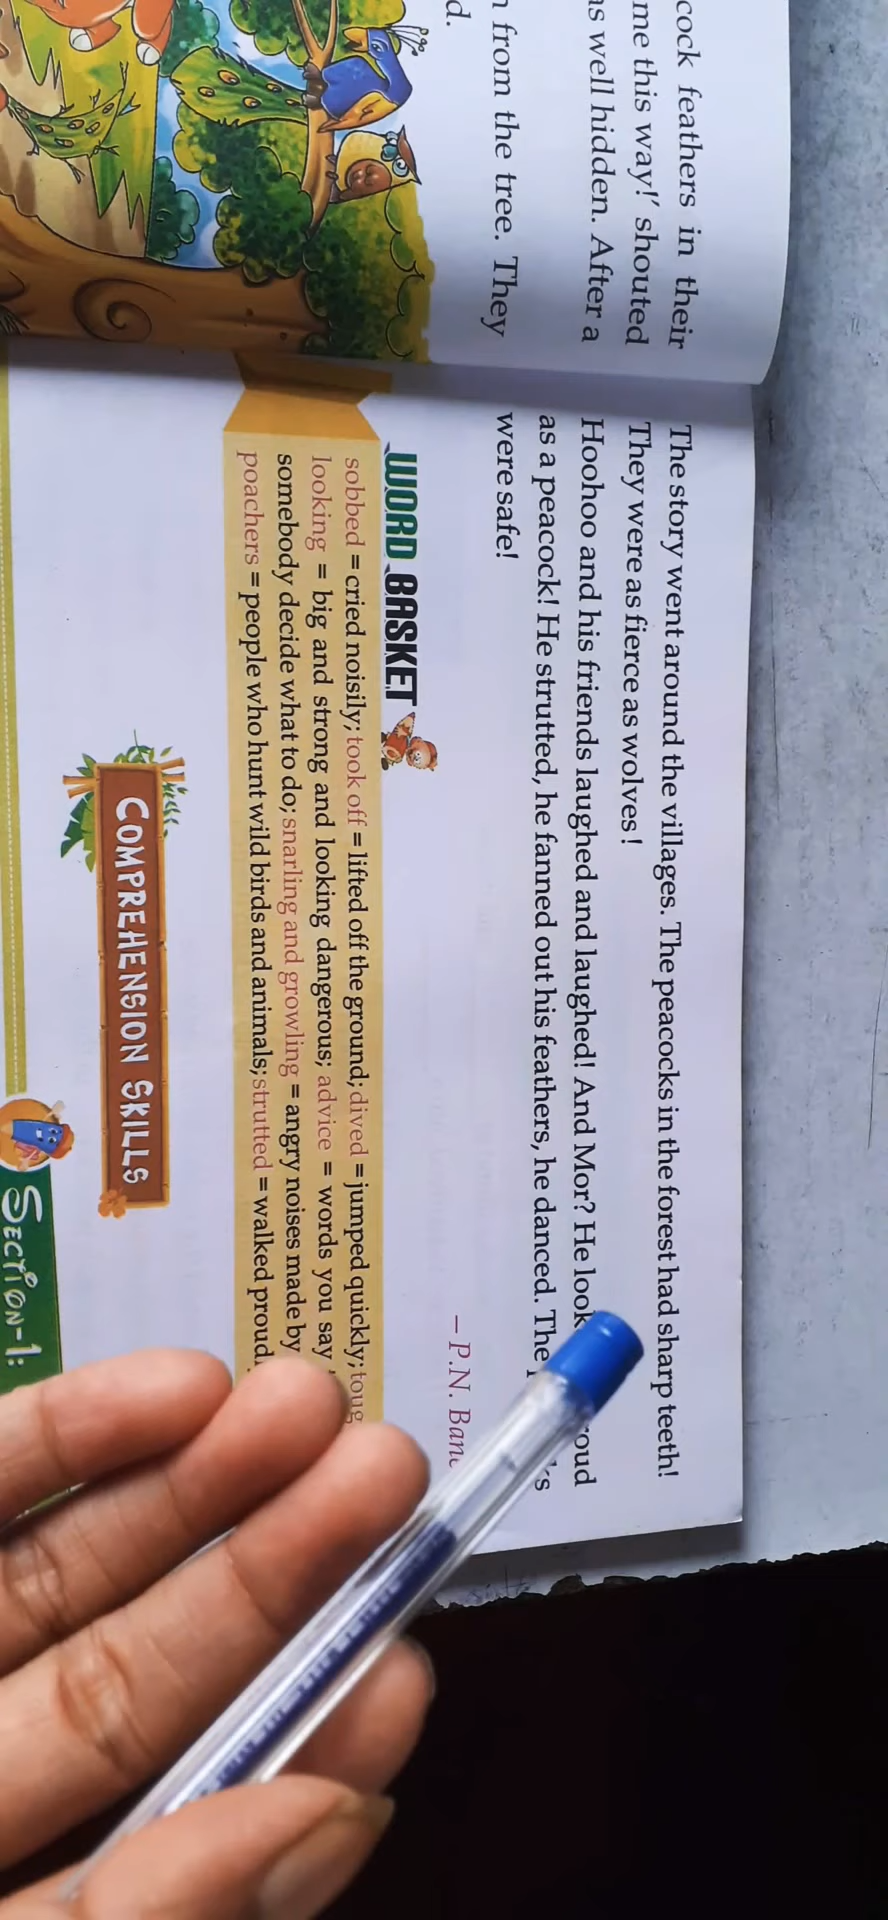 cock feathers in their
me this way!' shouted
as well hidden. After a
from the tree. They
d.
The story went around the villages. The peacocks in the forest had sharp teeth!
They were as fierce as wolves!
Hoohoo and his friends laughed and laughed! And Mor? He look roud
as a peacock! He strutted, he fanned out his feathers, he danced. The ks
were safe!
– P.N. Ban
WORD BASKET
sobbed = cried noisily; took off = lifted off the ground; dived = jumped quickly; toug
looking = big and strong and looking dangerous; advice = words you say
somebody decide what to do; snarling and growling = angry noises made by
poachers = people who hunt wild birds and animals; strutted = walked proud
COMPREHENSION SKILLS
SECTION-1: